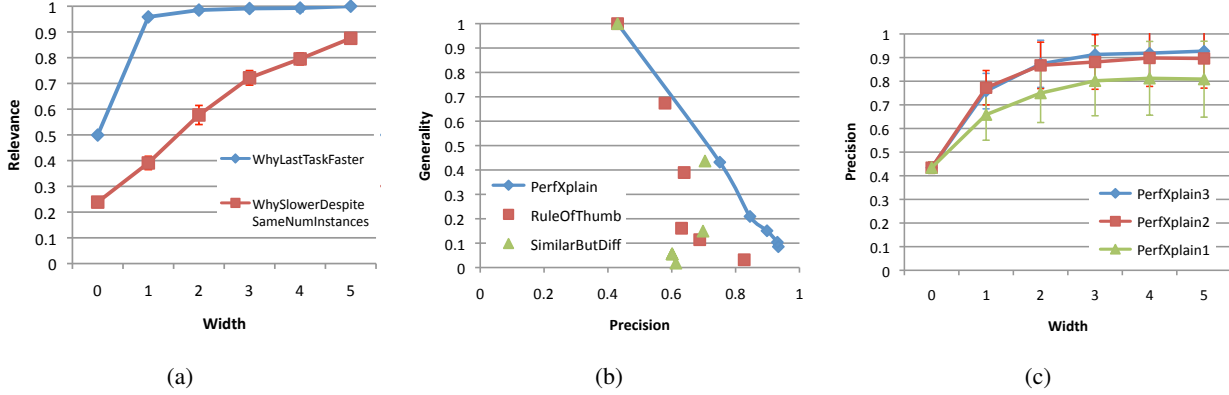 1
0.9
0.8
0.7
0.6
0.5
0.4
0.3
0.2
0.1
0
Relevance
0 1 2 3 4 5
Width
WhyLastTaskFaster
WhySlowerDespite
SameNumInstances
(a)
1
0.9
0.8
0.7
0.6
0.5
0.4
0.3
0.2
0.1
0
Generality
0 0.2 0.4 0.6 0.8 1
Precision
PerfXplain
RuleOfThumb
SimilarButDiff
(b)
1
0.9
0.8
0.7
0.6
0.5
0.4
0.3
0.2
0.1
0
Precision
0 1 2 3 4 5
Width
PerfXplain3
PerfXplain2
PerfXplain1
(c)